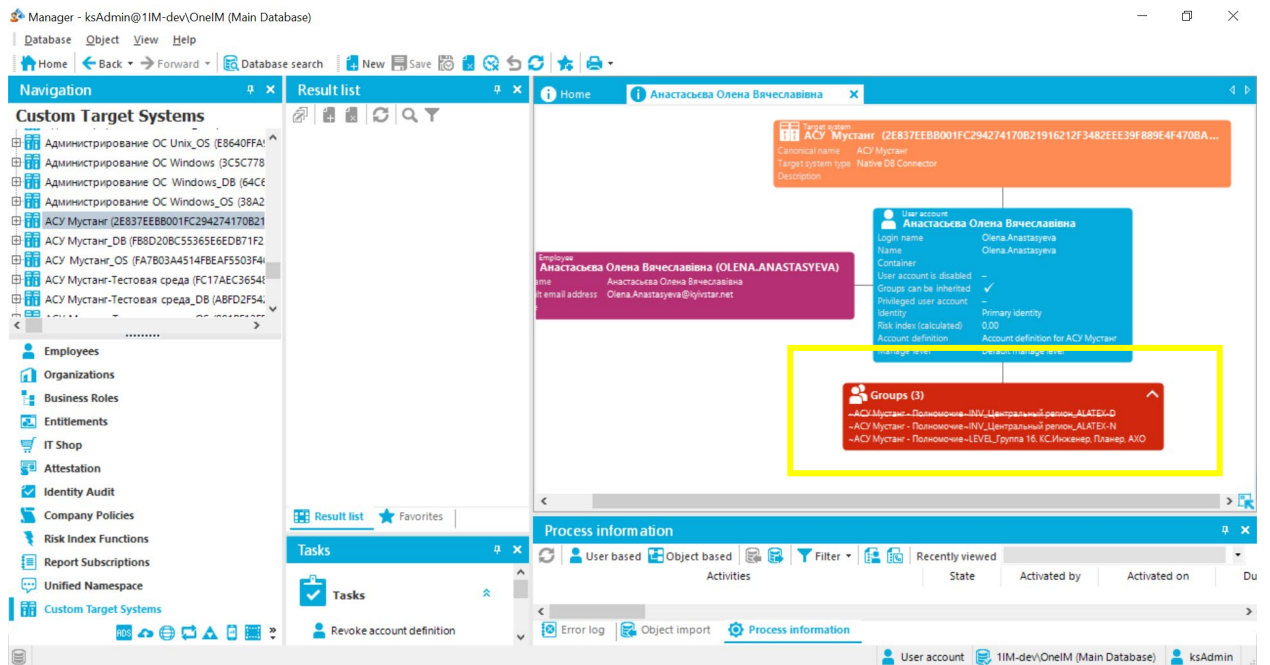 Manager - ksAdmin@1IM-dev\OneIM (Main Database)
Database Object View Help
Home Back Forward Database search New Save
Navigation
Custom Target Systems
Администрирование ОС Unix_OS (E8640FFA
Администрирование ОС Windows (3C5C778
Администрирование ОС Windows_DB (64C6
Администрирование ОС Windows_OS (38A2
АСУ Мустанг (2E837EEBB001FC294274170B21
АСУ Мустанг_DB (FB8D20BC55365E6EDB71F2
АСУ Мустанг_OS (FA7B03A4514FBEAF5503F4
АСУ Мустанг-Тестовая среда (FC17AEC36548
АСУ Мустанг-Тестовая среда_DB (ABFD2F54
Employees
Organizations
Business Roles
Entitlements
IT Shop
Attestation
Identity Audit
Company Policies
Risk Index Functions
Report Subscriptions
Unified Namespace
Custom Target Systems
ADS
Result list
Result list Favorites
Tasks
Tasks
Revoke account definition
Home Анастасьєва Олена Вячеславівна
Target system
АСУ Мустанг (2E837EEBB001FC294274170B21916212F3482EEE39F889E4F470BA...
Canonical name АСУ Мустанг
Target system type Native DB Connector
Description
User account
Анастасьєва Олена Вячеславівна
Login name Olena.Anastasyeva
Name Olena.Anastasyeva
Container
User account is disabled –
Groups can be inherited ✓
Privileged user account –
Identity Primary identity
Risk index (calculated) 0.00
Account definition Account definition for АСУ Мустанг
Manage level Default manage level
Employee
Анастасьєва Олена Вячеславівна (OLENA.ANASTASYEVA)
me Анастасьєва Олена Вячеславівна
lt email address Olena.Anastasyeva@kyivstar.net
Groups (3)
~АСУ Мустанг - Полномочие~INV_Центральный регион_ALATEX-D
~АСУ Мустанг - Полномочие~INV_Центральный регион_ALATEX-N
~АСУ Мустанг - Полномочие~LEVEL_Группа 16. КС.Инженер, Планер, АХО
Process information
User based Object based Filter Recently viewed
Activities State Activated by Activated on Du
Error log Object import Process information
User account 1IM-dev\OneIM (Main Database) ksAdmin